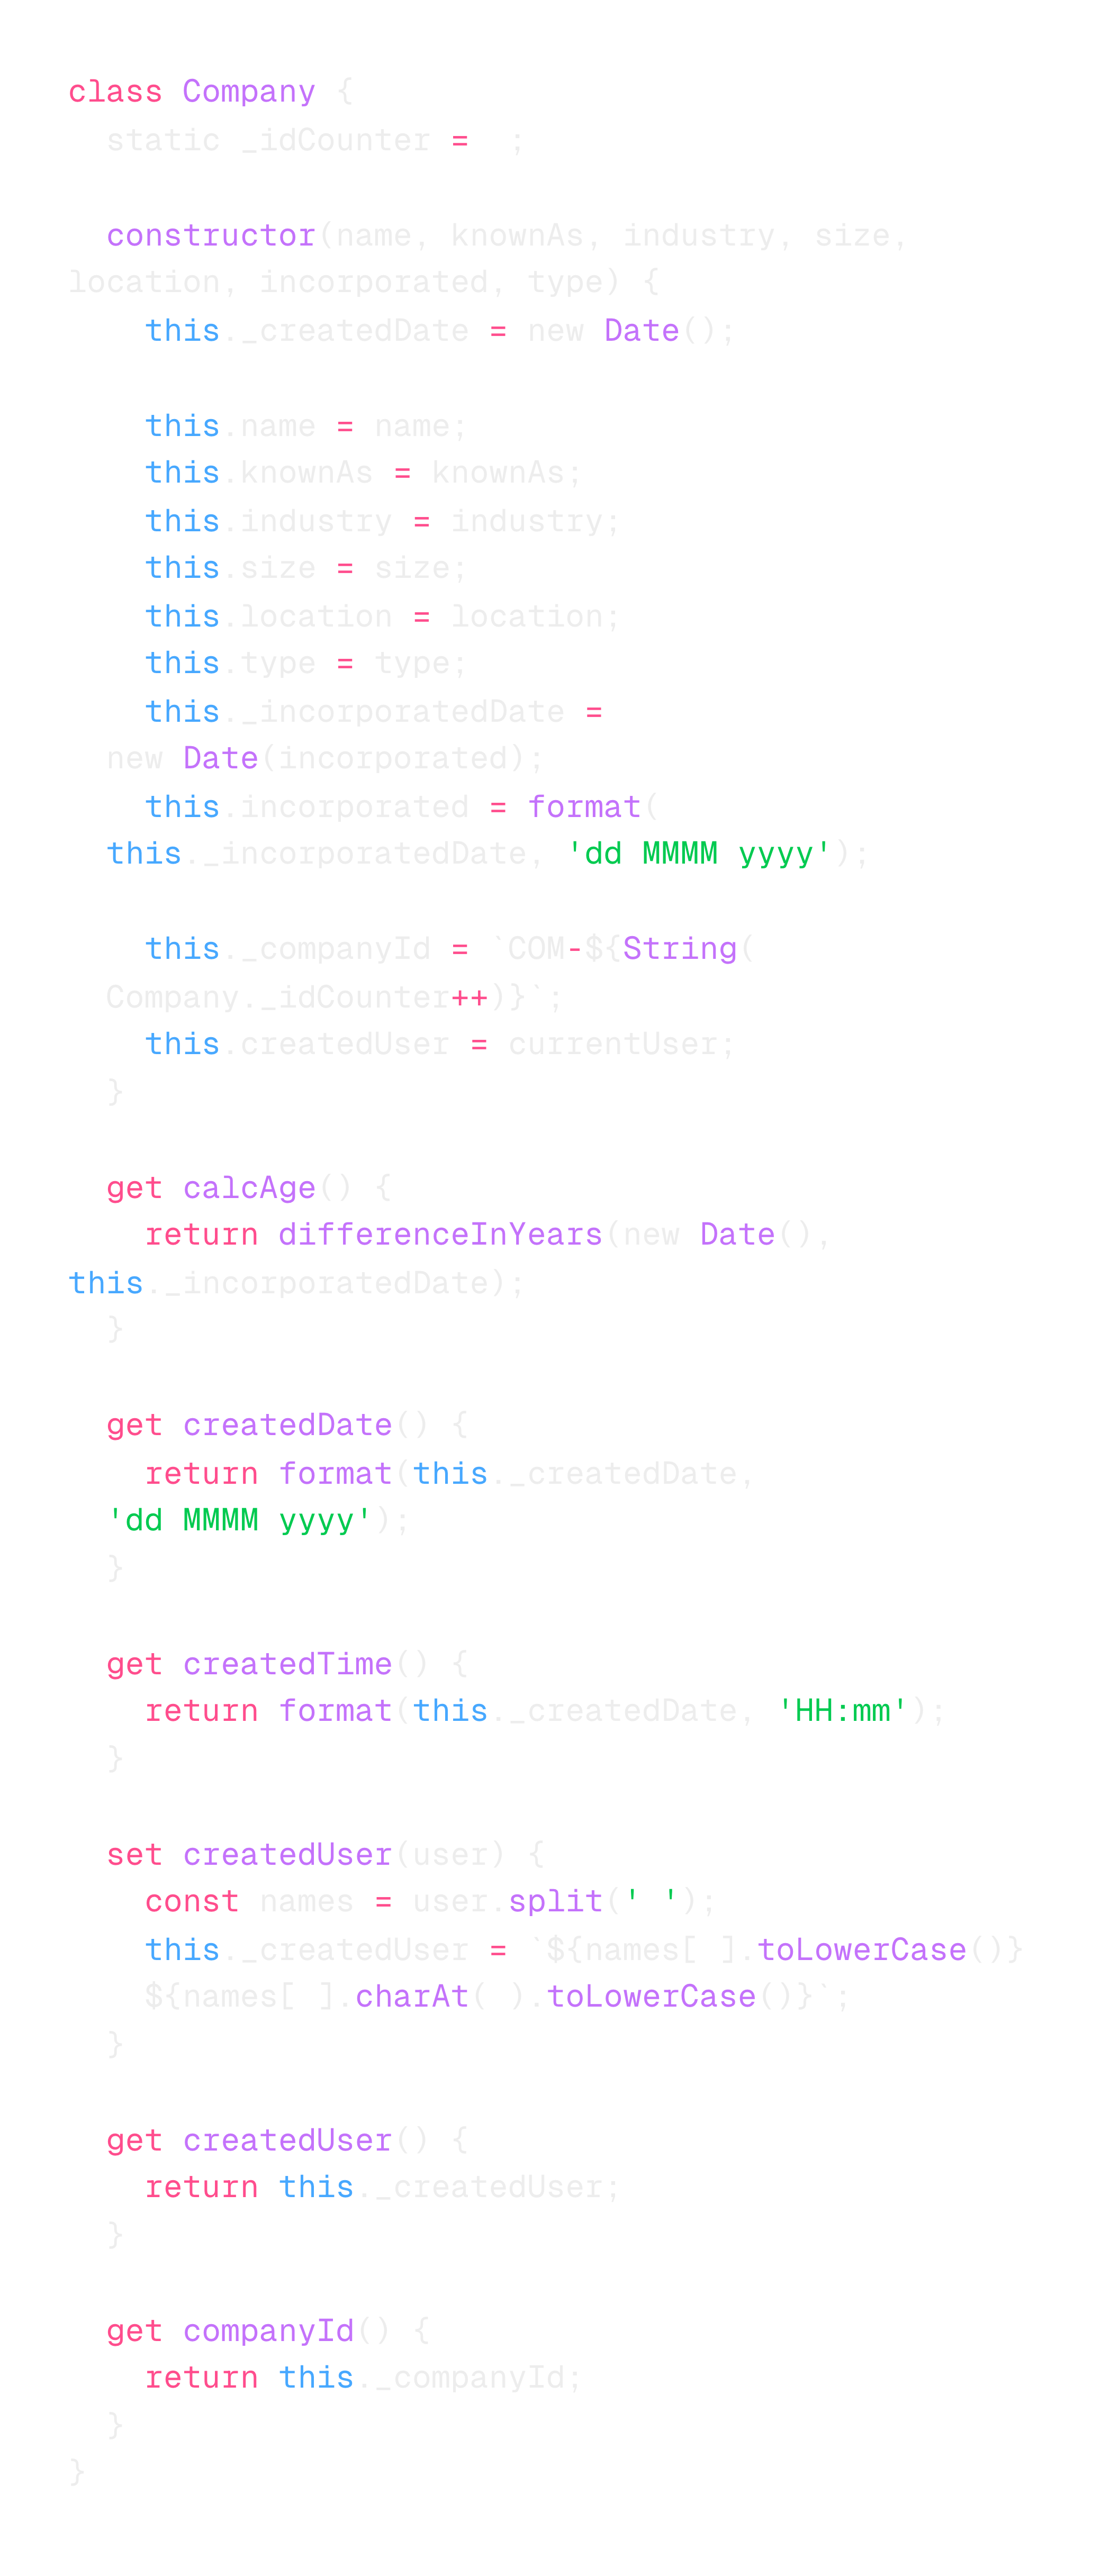 class Company {
static _idCounter = ;
constructor(name, knownAs, industry, size,
location, incorporated, type) {
this._createdDate = new Date();
this.name = name;
this.knownAs = knownAs;
this.industry = industry;
this.size = size;
this.location = location;
this.type = type;
this._incorporatedDate =
new Date(incorporated);
this.incorporated = format(
this._incorporatedDate, 'dd MMMM yyyy');
this._companyId = `COM-${String(
Company._idCounter++)}`;
this.createdUser = currentUser;
}
get calcAge() {
return differenceInYears(new Date(),
this._incorporatedDate);
}
get createdDate() {
return format(this._createdDate,
'dd MMMM yyyy');
}
get createdTime() {
return format(this._createdDate, 'HH:mm');
}
set createdUser(user) {
const names = user.split(' ');
this._createdUser = `${names[ ].toLowerCase()}
${names[ ].charAt( ).toLowerCase()}`;
}
get createdUser() {
return this._createdUser;
}
get companyId() {
return this._companyId;
}
}